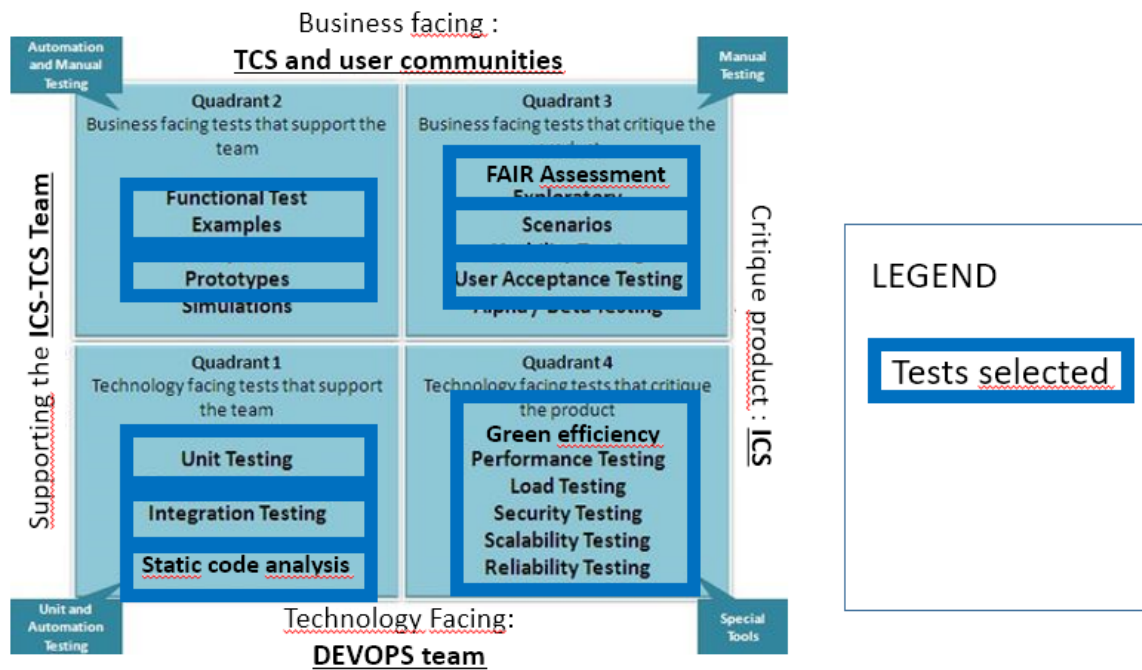 Business facing :
TCS and user communities
Automation
and Manual
Testing
Manual
Testing
Quadrant 2
Business facing tests that support the
team
Functional Test
Examples
Prototypes
Simulations
Quadrant 3
Business facing tests that critique the
FAIR Assessment
Exploratory
Scenarios
User Acceptance Testing
Alpha / Beta Testing
Supporting the ICS-TCS Team
Critique product : ICS
Quadrant 1
Technology facing tests that support
the team
Unit Testing
Integration Testing
Static code analysis
Quadrant 4
Technology facing tests that critique
the product
Green efficiency
Performance Testing
Load Testing
Security Testing
Scalability Testing
Reliability Testing
Unit and
Automation
Testing
Special
Tools
Technology Facing:
DEVOPS team
LEGEND
Tests selected